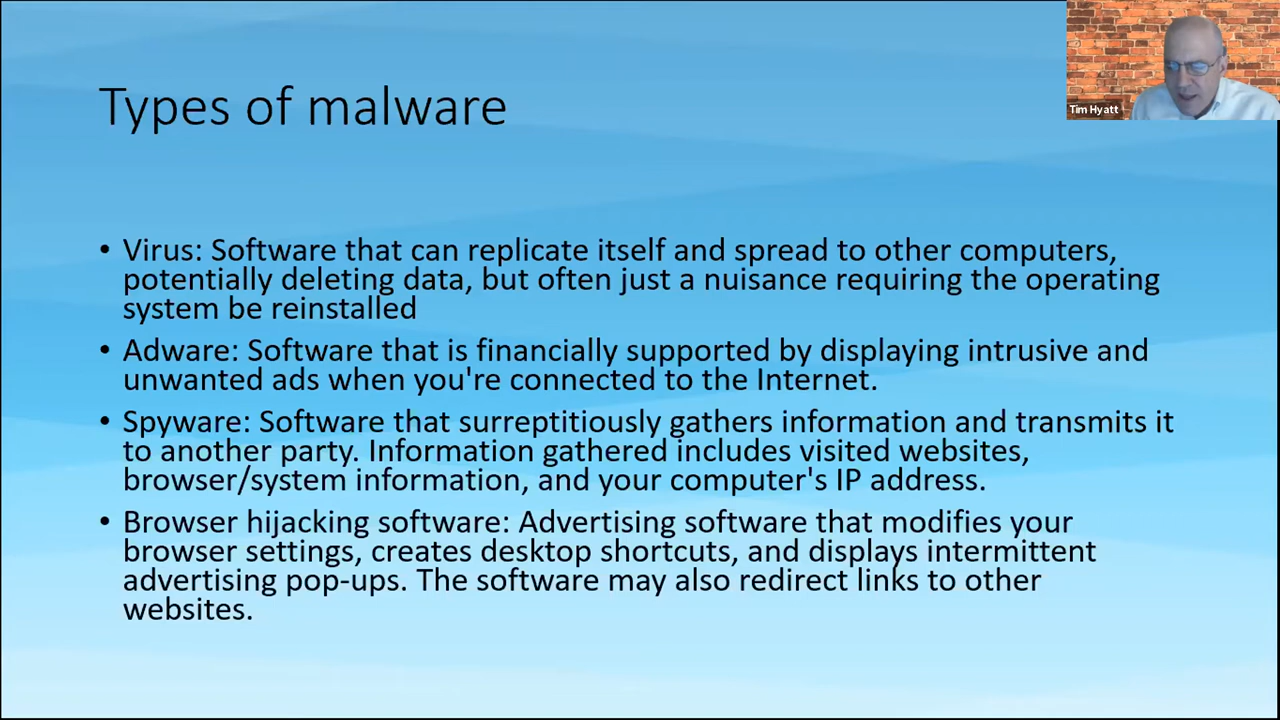 Types of malware
Tim Hyatt
• Virus: Software that can replicate itself and spread to other computers,
potentially deleting data, but often just a nuisance requiring the operating
system be reinstalled
• Adware: Software that is financially supported by displaying intrusive and
unwanted ads when you're connected to the Internet.
• Spyware: Software that surreptitiously gathers information and transmits it
to another party. Information gathered includes visited websites,
browser/system information, and your computer's IP address.
• Browser hijacking software: Advertising software that modifies your
browser settings, creates desktop shortcuts, and displays intermittent
advertising pop-ups. The software may also redirect links to other
websites.